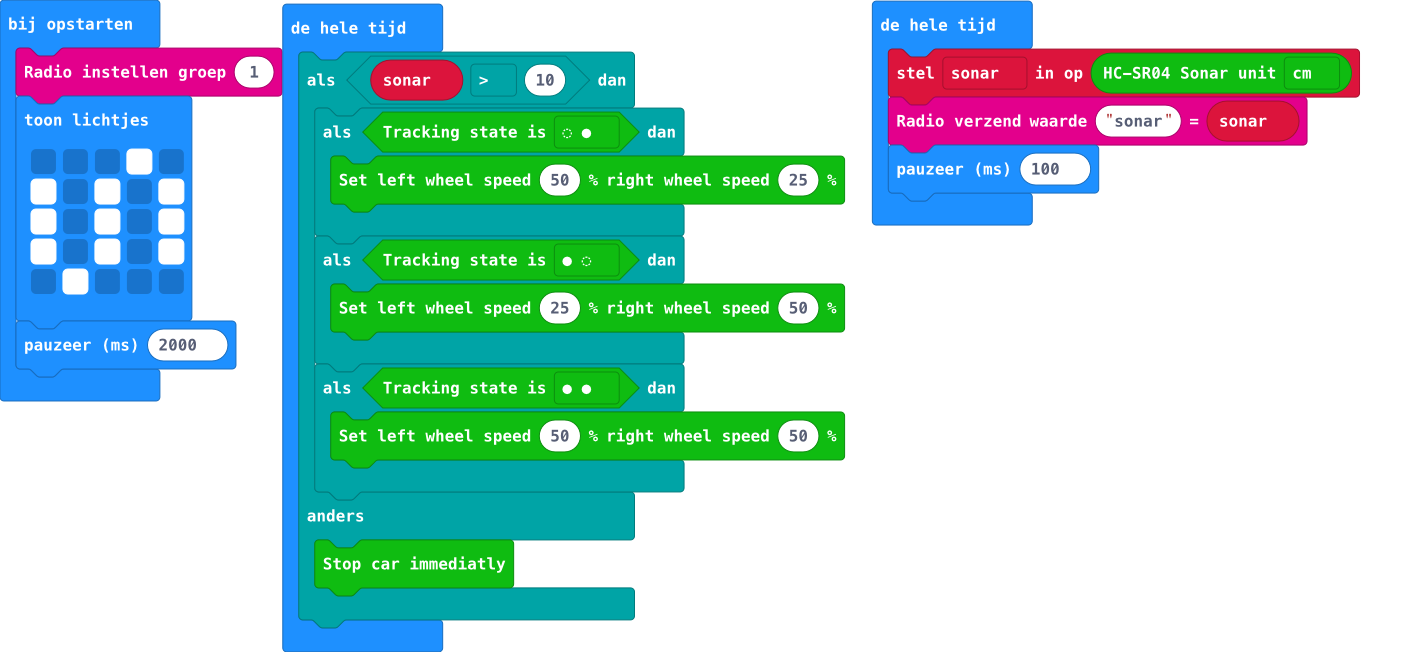 bij opstarten
Radio instellen groep 1
toon lichtjes
pauzeer (ms) 2000
de hele tijd
als sonar > 10 dan
als Tracking state is ◌ ● dan
Set left wheel speed 50 % right wheel speed 25 %
als Tracking state is ● ◌ dan
Set left wheel speed 25 % right wheel speed 50 %
als Tracking state is ● ● dan
Set left wheel speed 50 % right wheel speed 50 %
anders
Stop car immediatly
de hele tijd
stel sonar in op HC-SR04 Sonar unit cm
Radio verzend waarde "sonar" = sonar
pauzeer (ms) 100